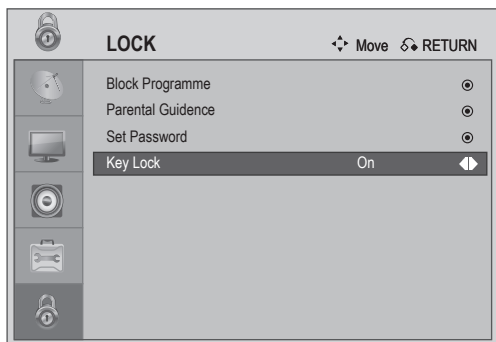 LOCK Move RETURN
Block Programme
Parental Guidence
Set Password
Key Lock On